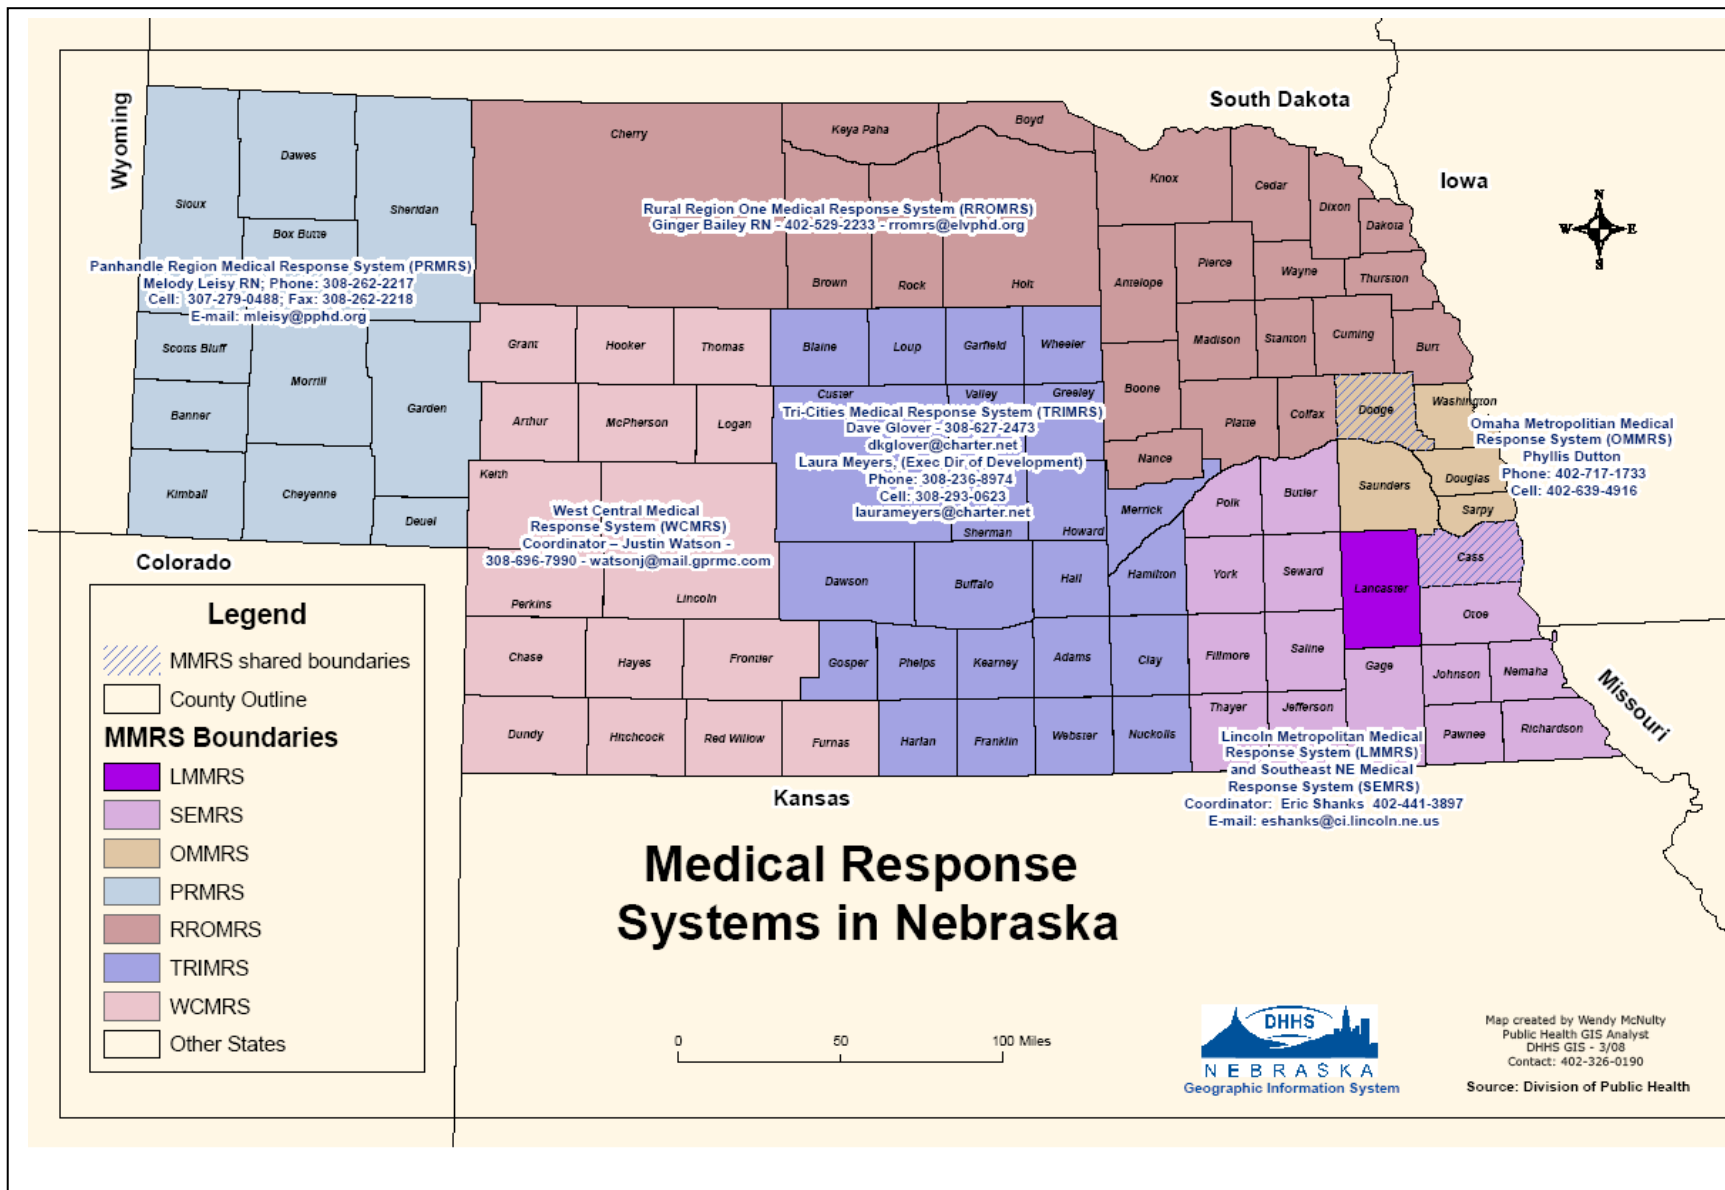 South Dakota
Wyoming
Iowa
N
W E
S
Cherry
Keya Paha
Boyd
Dawes
Sioux
Sheridan
Box Butte
Knox
Cedar
Dixon
Dakota
Rural Region One Medical Response System (RROMRS)
Ginger Bailey RN - 402-529-2233 - rromrs@elvphd.org
Panhandle Region Medical Response System (PRMRS)
Melody Leisy RN; Phone: 308-262-2217
Cell: 307-279-0488; Fax: 308-262-2218
E-mail: mleisy@pphd.org
Brown
Rock
Holt
Antelope
Pierce
Wayne
Thurston
Scotts Bluff
Morrill
Garden
Banner
Kimball
Cheyenne
Deuel
Grant
Hooker
Thomas
Blaine
Loup
Garfield
Wheeler
Madison
Stanton
Cuming
Burt
Arthur
McPherson
Logan
Custer
Valley
Greeley
Boone
Platte
Colfax
Dodge
Washington
Nance
Tri-Cities Medical Response System (TRIMRS)
Dave Glover - 308-627-2473
dkglover@charter.net
Laura Meyers, (Exec Dir of Development)
Phone: 308-236-8974
Cell: 308-293-0623
laurameyers@charter.net
Omaha Metropolitian Medical
Response System (OMMRS)
Phyllis Dutton
Phone: 402-717-1733
Cell: 402-639-4916
Keith
West Central Medical
Response System (WCMRS)
Coordinator – Justin Watson -
308-696-7990 - watsonj@mail.gprmc.com
Sherman
Howard
Merrick
Polk
Butler
Saunders
Douglas
Sarpy
Perkins
Lincoln
Dawson
Buffalo
Hall
Hamilton
York
Seward
Lancaster
Cass
Otoe
Chase
Hayes
Frontier
Gosper
Phelps
Kearney
Adams
Clay
Fillmore
Saline
Gage
Johnson
Nemaha
Dundy
Hitchcock
Red Willow
Furnas
Harlan
Franklin
Webster
Nuckolls
Thayer
Jefferson
Pawnee
Richardson
Lincoln Metropolitan Medical
Response System (LMMRS)
and Southeast NE Medical
Response System (SEMRS)
Coordinator: Eric Shanks 402-441-3897
E-mail: eshanks@ci.lincoln.ne.us
Missouri
Colorado
Kansas
Legend
MMRS shared boundaries
County Outline
MMRS Boundaries
LMMRS
SEMRS
OMMRS
PRMRS
RROMRS
TRIMRS
WCMRS
Other States
Medical Response
Systems in Nebraska
0 50 100 Miles
DHHS
NEBRASKA
Geographic Information System
Map created by Wendy McNulty
Public Health GIS Analyst
DHHS GIS - 3/08
Contact: 402-326-0190
Source: Division of Public Health